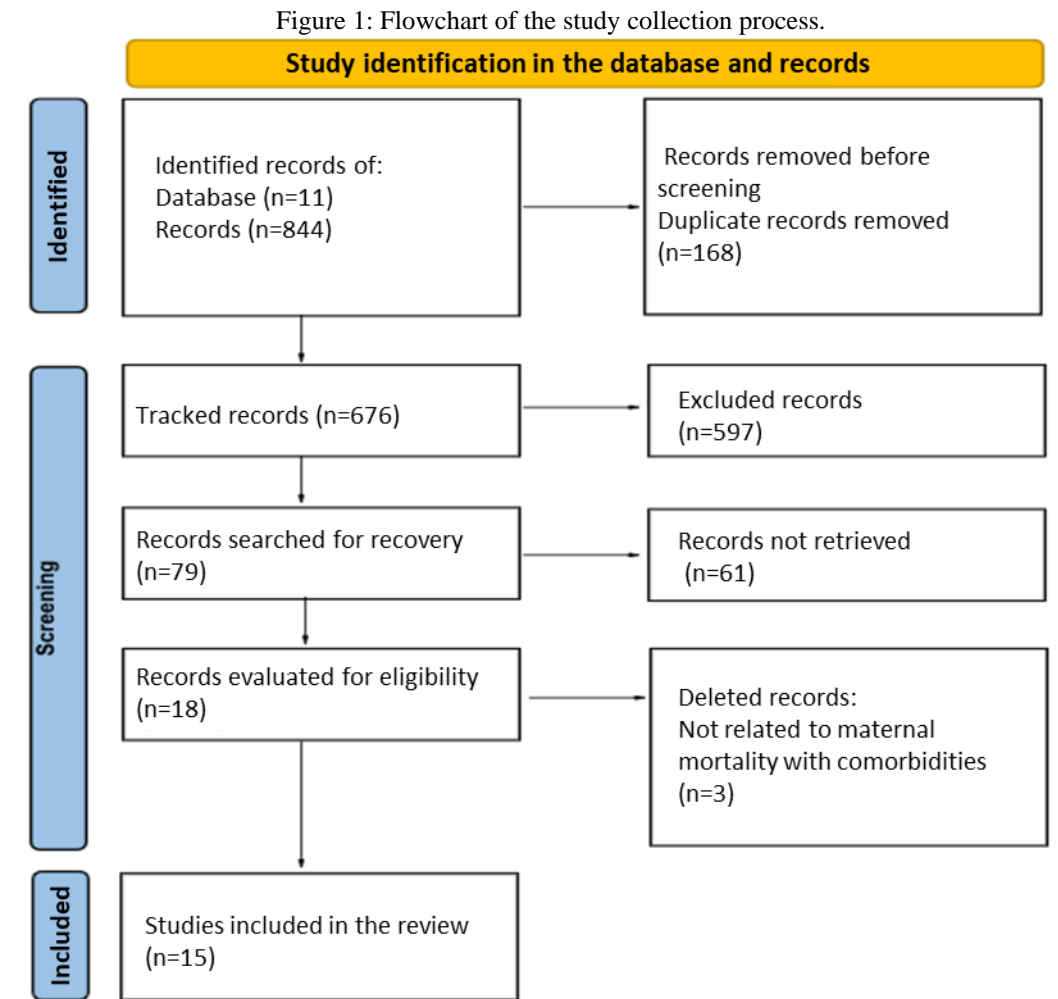 Figure 1: Flowchart of the study collection process.
Study identification in the database and records
Identified
Identified records of:
Database (n=11)
Records (n=844)
Records removed before
screening
Duplicate records removed
(n=168)
Screening
Tracked records (n=676)
Excluded records
(n=597)
Records searched for recovery
(n=79)
Records not retrieved
(n=61)
Records evaluated for eligibility
(n=18)
Deleted records:
Not related to maternal
mortality with comorbidities
(n=3)
Included
Studies included in the review
(n=15)